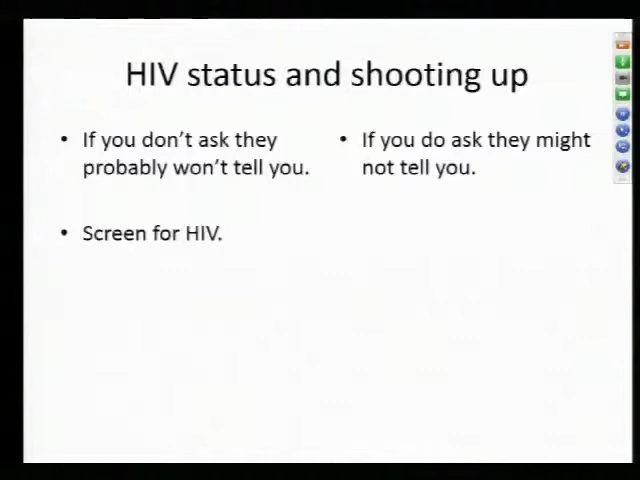 HIV status and shooting up
• If you don't ask they
probably won't tell you.
• Screen for HIV.
• If you do ask they might
not tell you.